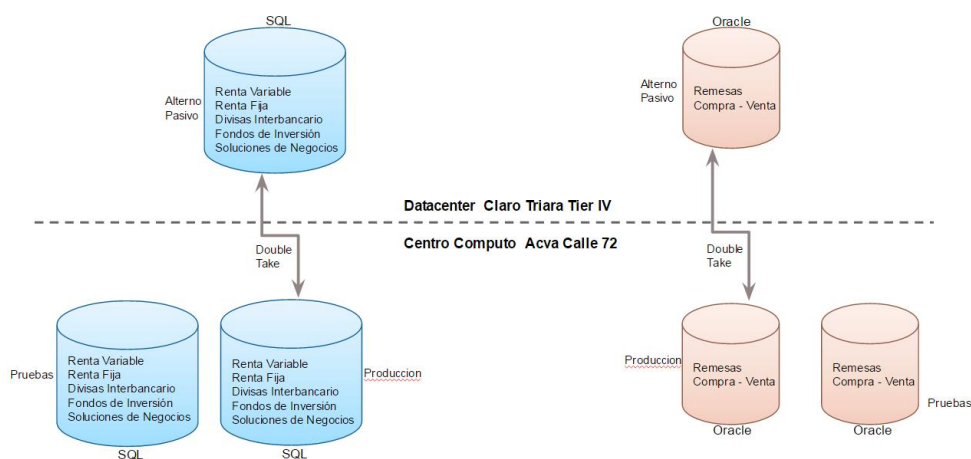 SQL
Renta Variable
Renta Fija
Divisas Interbancario
Fondos de Inversión
Soluciones de Negocios
Alterno
Pasivo
Oracle
Remesas
Compra - Venta
Alterno
Pasivo
Datacenter Claro Triara Tier IV
Centro Computo Acva Calle 72
Double
Take
Double
Take
Pruebas
Renta Variable
Renta Fija
Divisas Interbancario
Fondos de Inversión
Soluciones de Negocios
SQL
Renta Variable
Renta Fija
Divisas Interbancario
Fondos de Inversión
Soluciones de Negocios
SQL
Produccion
Produccion
Remesas
Compra - Venta
Oracle
Remesas
Compra - Venta
Oracle
Pruebas